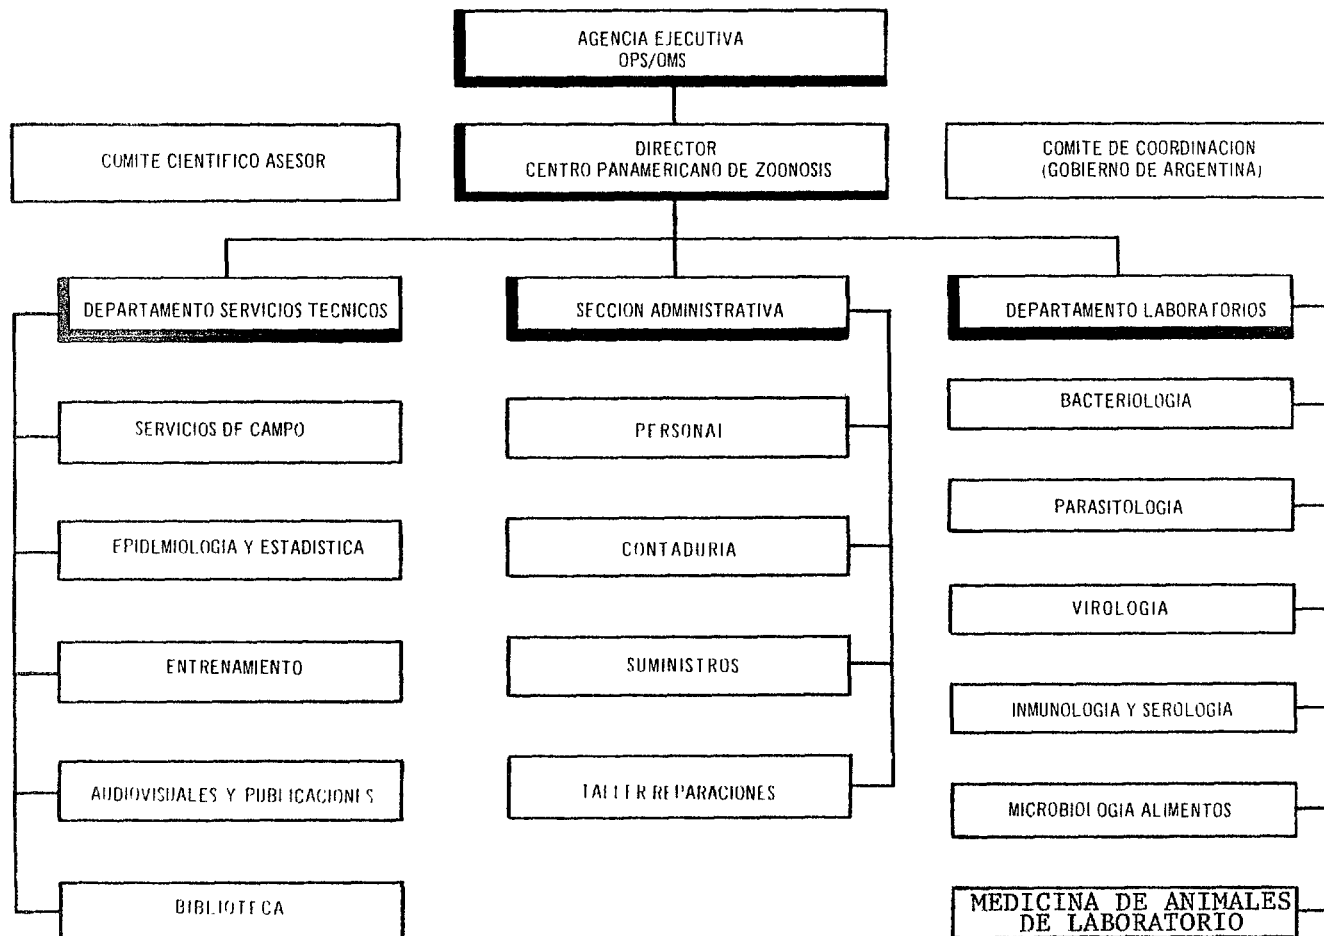 AGENCIA EJECUTIVA
OPS/OMS
COMITE CIENTIFICO ASESOR
DIRECTOR
CENTRO PANAMERICANO DE ZOONOSIS
COMITE DE COORDINACION
(GOBIERNO DE ARGENTINA)
DEPARTAMENTO SERVICIOS TECNICOS
SECCION ADMINISTRATIVA
DEPARTAMENTO LABORATORIOS
SERVICIOS DE CAMPO
PERSONAL
BACTERIOLOGIA
EPIDEMIOLOGIA Y ESTADISTICA
CONTADURIA
PARASITOLOGIA
VIROLOGIA
ENTRENAMIENTO
SUMINISTROS
INMUNOLOGIA Y SEROLOGIA
AUDIOVISUALES Y PUBLICACIONES
TALLER REPARACIONES
MICROBIOLOGIA ALIMENTOS
BIBLIOTECA
MEDICINA DE ANIMALES
DE LABORATORIO